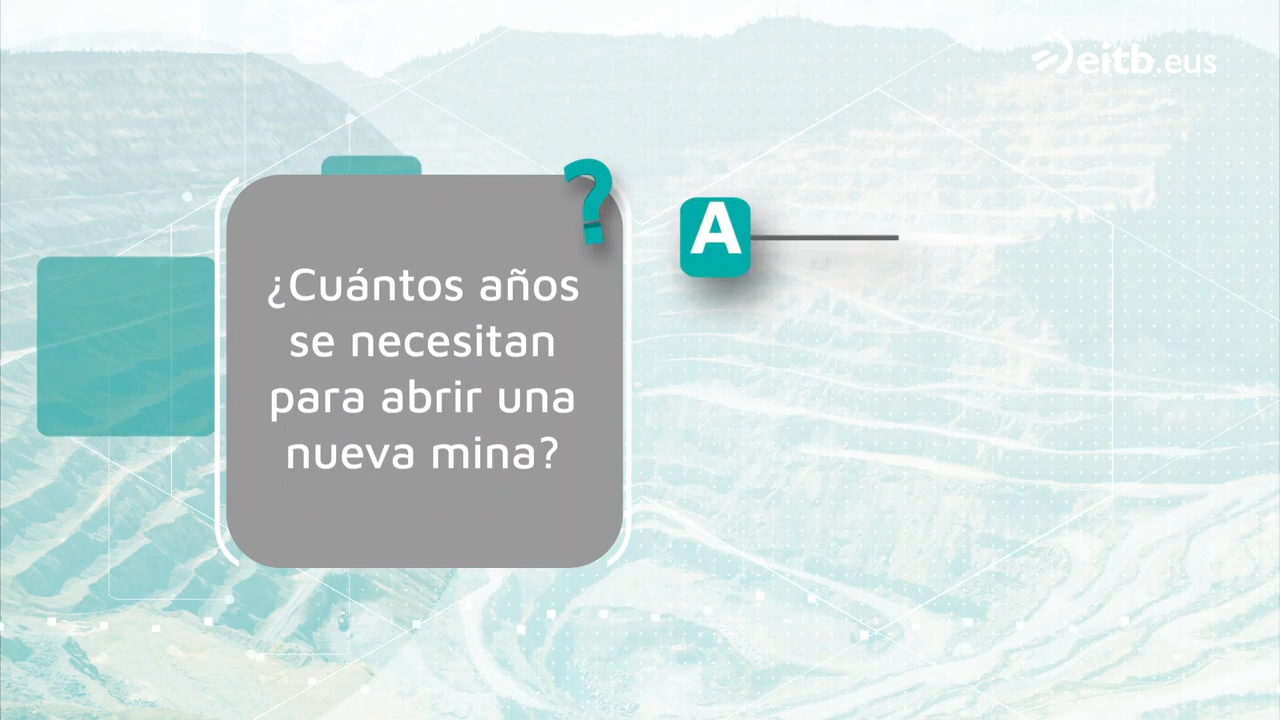 eitb.eus
¿Cuántos años
se necesitan
para abrir una
nueva mina?
?
A